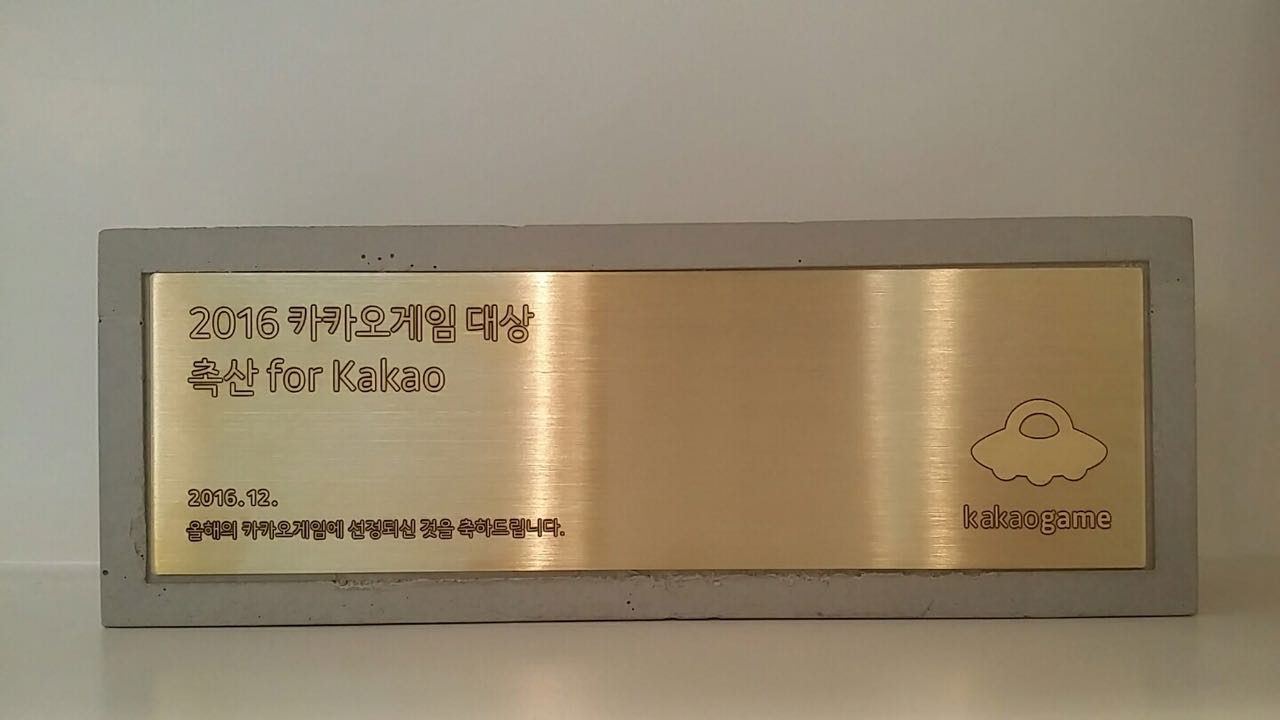 2016 카카오게임 대상
촉산 for Kakao
2016.12.
올해의 카카오게임에 선정되신 것을 축하드립니다.
kakaogame